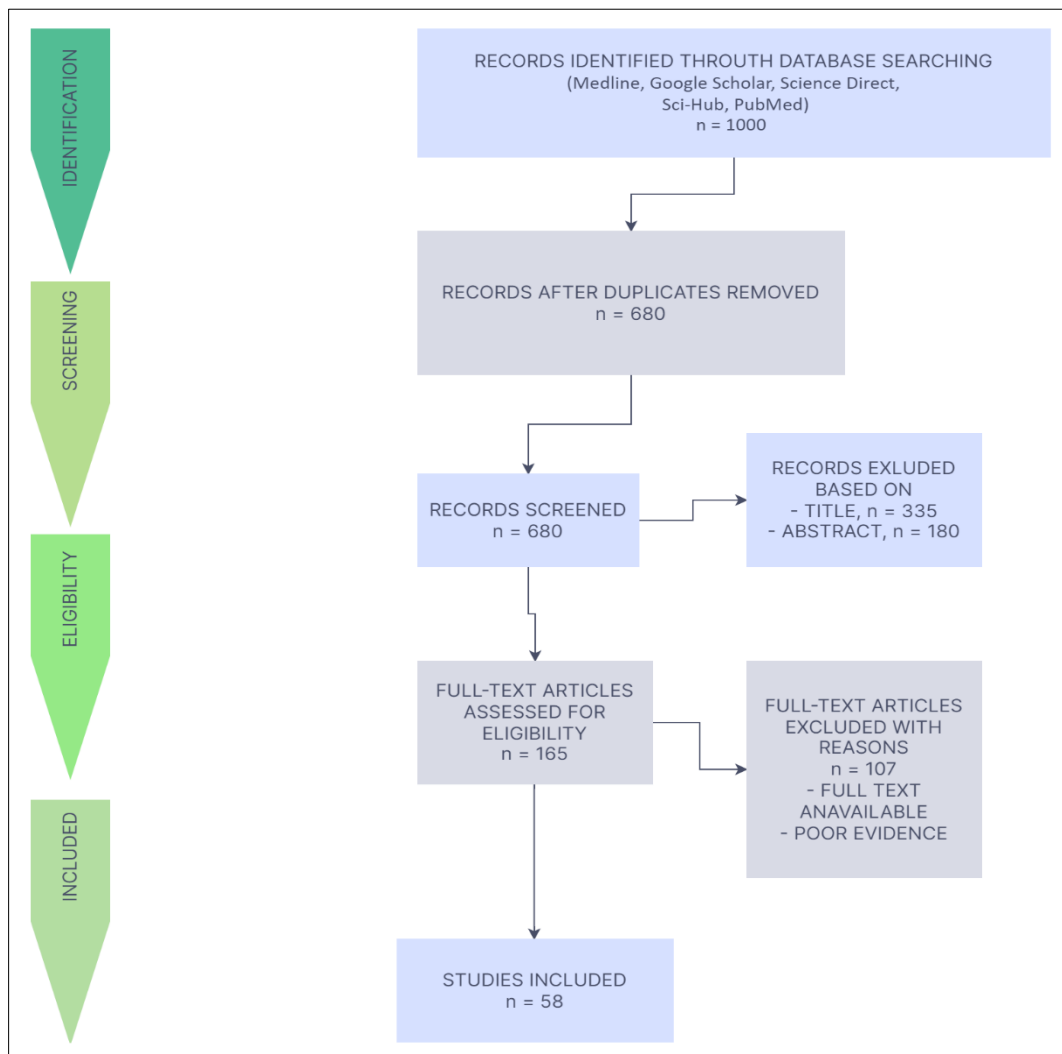 IDENTIFICATION
RECORDS IDENTIFIED THROUTH DATABASE SEARCHING
(Medline, Google Scholar, Science Direct,
Sci-Hub, PubMed)
n = 1000
SCREENING
RECORDS AFTER DUPLICATES REMOVED
n = 680
RECORDS SCREENED
n = 680
RECORDS EXLUDED
BASED ON
- TITLE, n = 335
- ABSTRACT, n = 180
ELIGIBILITY
FULL-TEXT ARTICLES
ASSESSED FOR
ELIGIBILITY
n = 165
FULL-TEXT ARTICLES
EXCLUDED WITH
REASONS
n = 107
- FULL TEXT
ANAVAILABLE
- POOR EVIDENCE
INCLUDED
STUDIES INCLUDED
n = 58